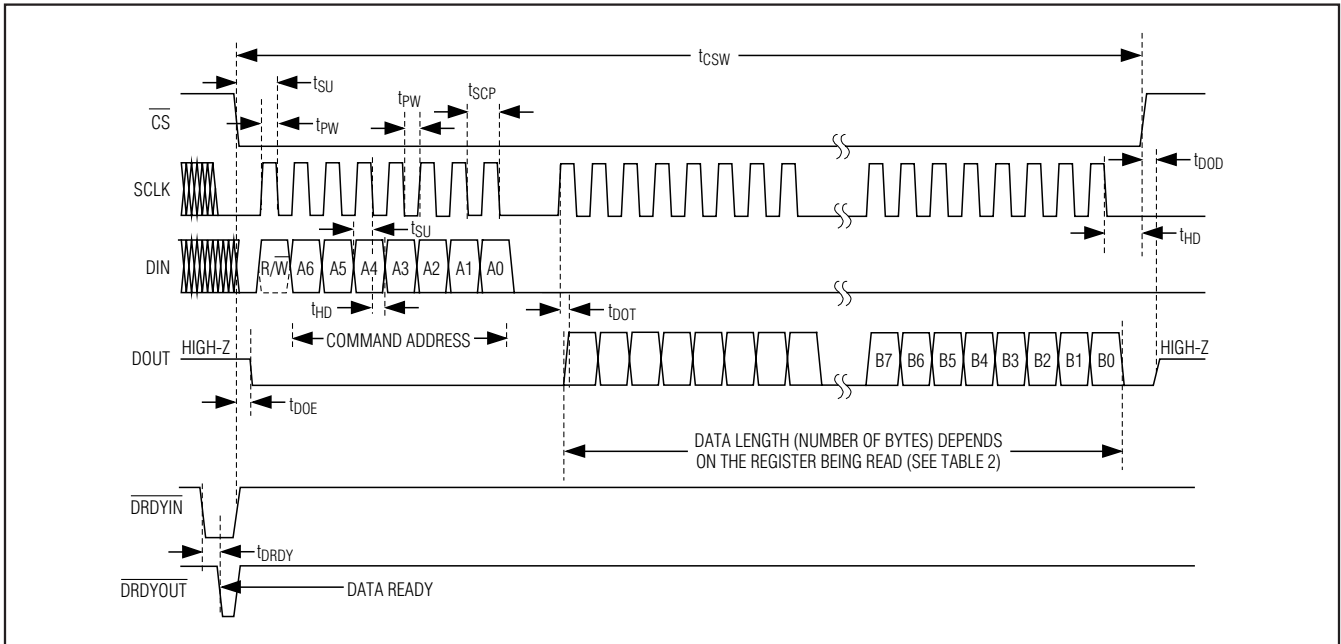 tCSW
tSU
tPW
tSCP
CS
tPW
tDOD
SCLK
tSU
tHD
DIN
R/W A6 A5 A4 A3 A2 A1 A0
tHD
tDOT
COMMAND ADDRESS
HIGH-Z
DOUT
B7 B6 B5 B4 B3 B2 B1 B0
HIGH-Z
tDOE
DATA LENGTH (NUMBER OF BYTES) DEPENDS
ON THE REGISTER BEING READ (SEE TABLE 2)
DRDYIN
tDRDY
DRDYOUT
DATA READY